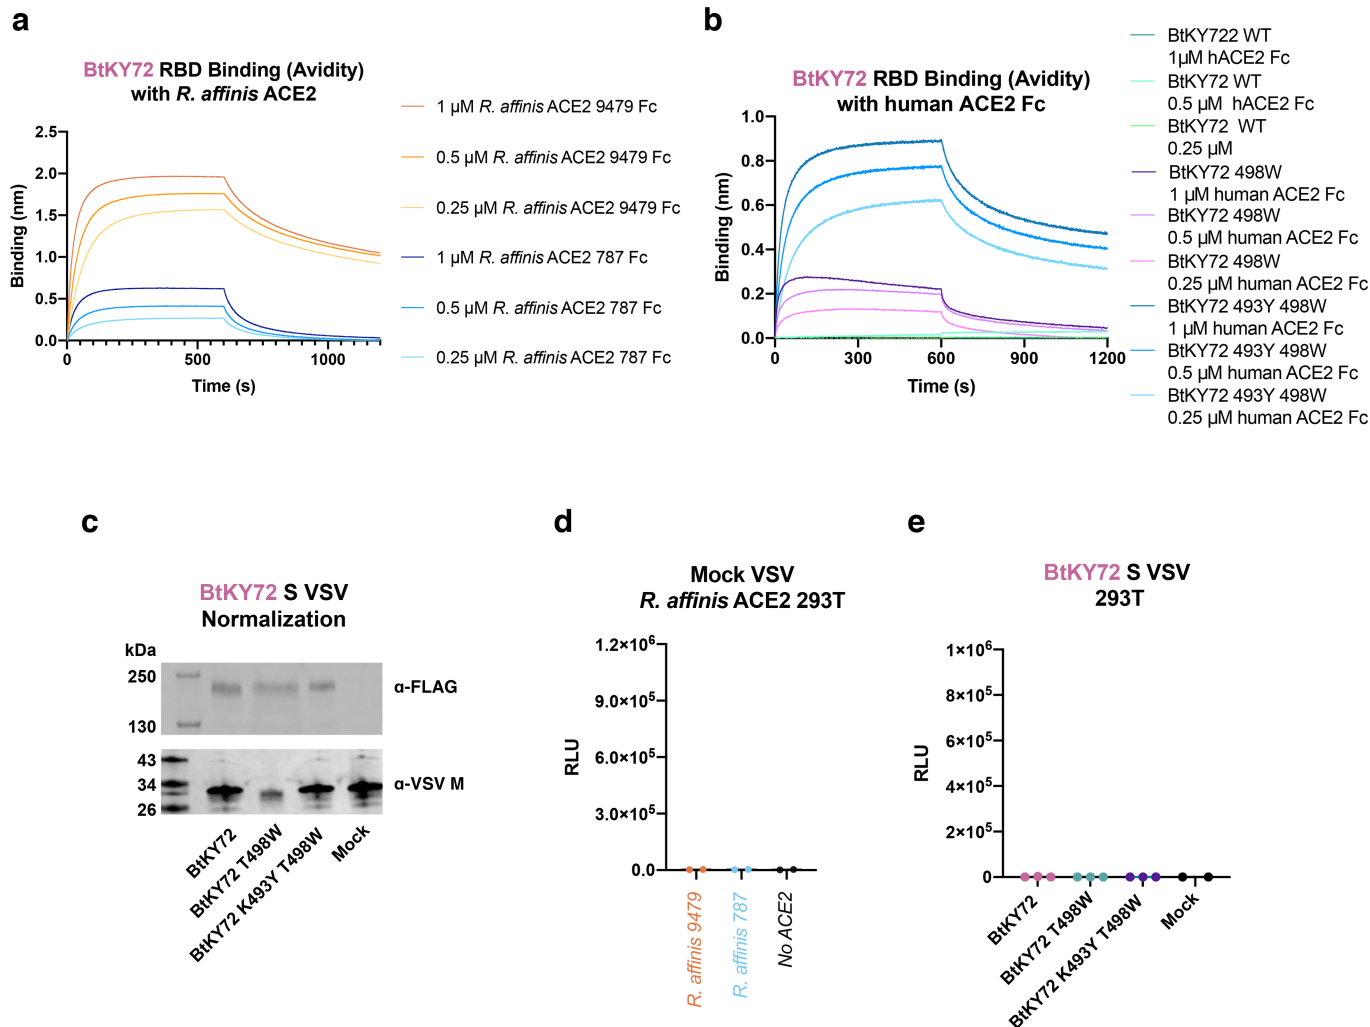 a
BtKY72 RBD Binding (Avidity)
with R. affinis ACE2
Binding (nm)
2.5
2.0
1.5
1.0
0.5
0.0
0
500
1000
Time (s)
1 µM R. affinis ACE2 9479 Fc
0.5 µM R. affinis ACE2 9479 Fc
0.25 µM R. affinis ACE2 9479 Fc
1 µM R. affinis ACE2 787 Fc
0.5 µM R. affinis ACE2 787 Fc
0.25 µM R. affinis ACE2 787 Fc
b
BtKY72 RBD Binding (Avidity)
with human ACE2 Fc
Binding (nm)
1.0
0.8
0.6
0.4
0.2
0.0
0
300
600
900
1200
Time (s)
BtKY722 WT
1µM hACE2 Fc
BtKY72 WT
0.5 µM hACE2 Fc
BtKY72 WT
0.25 µM
BtKY72 498W
1 µM human ACE2 Fc
BtKY72 498W
0.5 µM human ACE2 Fc
BtKY72 498W
0.25 µM human ACE2 Fc
BtKY72 493Y 498W
1 µM human ACE2 Fc
BtKY72 493Y 498W
0.5 µM human ACE2 Fc
BtKY72 493Y 498W
0.25 µM human ACE2 Fc
c
BtKY72 S VSV
Normalization
kDa
250
130
α-FLAG
43
34
26
α-VSV M
BtKY72
BtKY72 T498W
BtKY72 K493Y T498W
Mock
d
Mock VSV
R. affinis ACE2 293T
RLU
1.2×10⁶
9.0×10⁵
6.0×10⁵
3.0×10⁵
0.0
R. affinis 9479
R. affinis 787
No ACE2
e
BtKY72 S VSV
293T
RLU
1×10⁶
8×10⁵
6×10⁵
4×10⁵
2×10⁵
0
BtKY72
BtKY72 T498W
BtKY72 K493Y T498W
Mock